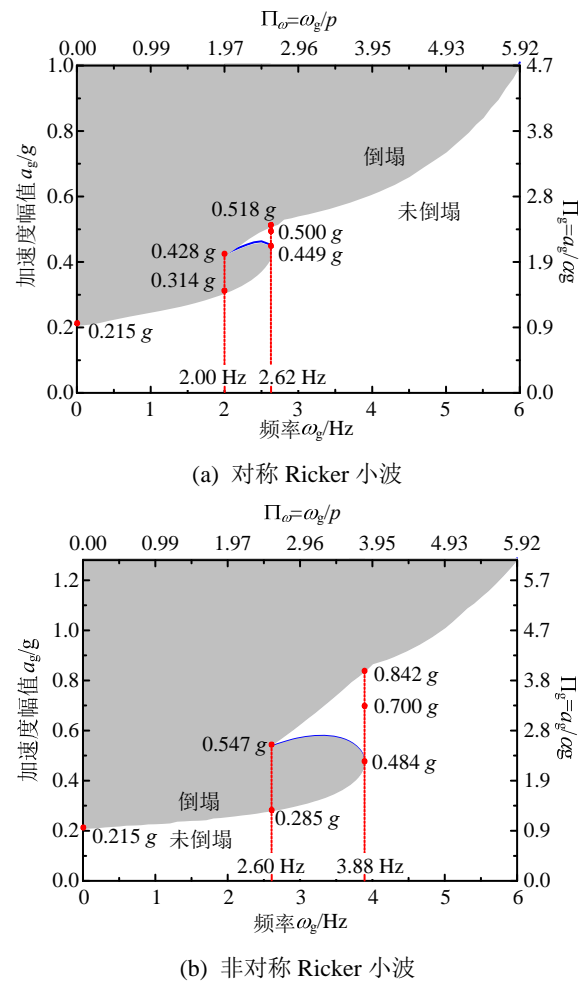 Π_ω=ω_g/p
0.00 0.99 1.97 2.96 3.95 4.93 5.92
加速度幅值 a_g/g
1.0 0.8 0.6 0.4 0.2 0.0
4.7 3.8 2.8 1.9 0.9 0.0
Π_g=a_g/αg
倒塌
未倒塌
0.518 g
0.500 g
0.428 g
0.449 g
0.314 g
0.215 g
2.00 Hz 2.62 Hz
0 1 2 3 4 5 6
频率ω_g/Hz
(a) 对称 Ricker 小波
Π_ω=ω_g/p
0.00 0.99 1.97 2.96 3.95 4.93 5.92
加速度幅值 a_g/g
1.2 1.0 0.8 0.6 0.4 0.2 0.0
5.7 4.7 3.8 2.8 1.9 0.9 0.0
Π_g=a_g/αg
0.842 g
0.700 g
0.547 g
0.484 g
倒塌
0.285 g
0.215 g 未倒塌
2.60 Hz 3.88 Hz
0 1 2 3 4 5 6
频率ω_g/Hz
(b) 非对称 Ricker 小波